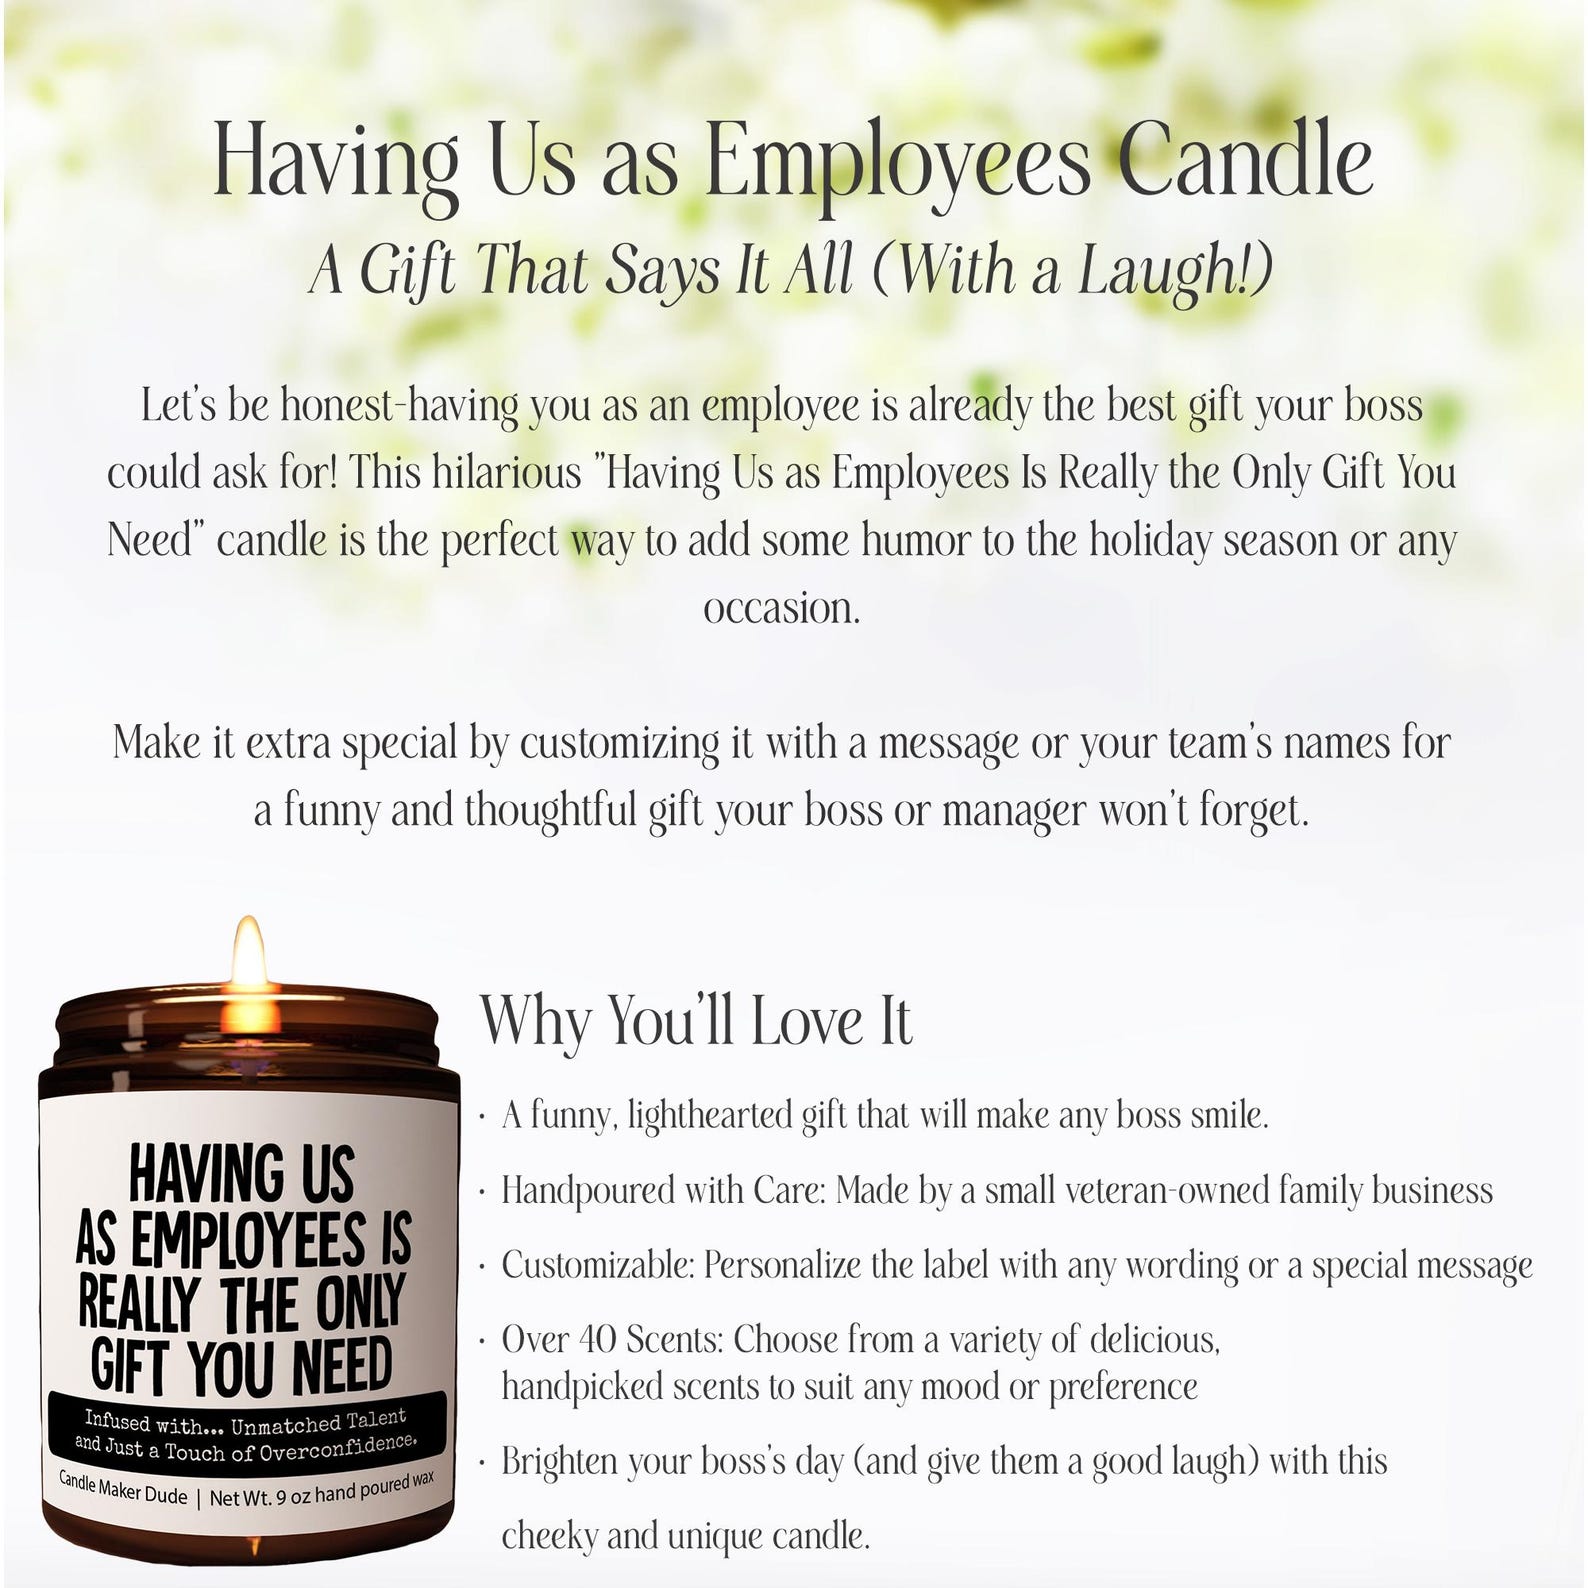 Having Us as Employees Candle
A Gift That Says It All (With a Laugh!)
Let's be honest-having you as an employee is already the best gift your boss
could ask for! This hilarious "Having Us as Employees Is Really the Only Gift You
Need" candle is the perfect way to add some humor to the holiday season or any
occasion.
Make it extra special by customizing it with a message or your team's names for
a funny and thoughtful gift your boss or manager won't forget.
Why You'll Love It
• A funny, lighthearted gift that will make any boss smile.
• Handpoured with Care: Made by a small veteran-owned family business
• Customizable: Personalize the label with any wording or a special message
• Over 40 Scents: Choose from a variety of delicious,
handpicked scents to suit any mood or preference
• Brighten your boss's day (and give them a good laugh) with this
cheeky and unique candle.
HAVING US
AS EMPLOYEES IS
REALLY THE ONLY
GIFT YOU NEED
Infused with... Unmatched Talent
and Just a Touch of Overconfidence.
Candle Maker Dude | Net Wt. 9 oz hand poured wax